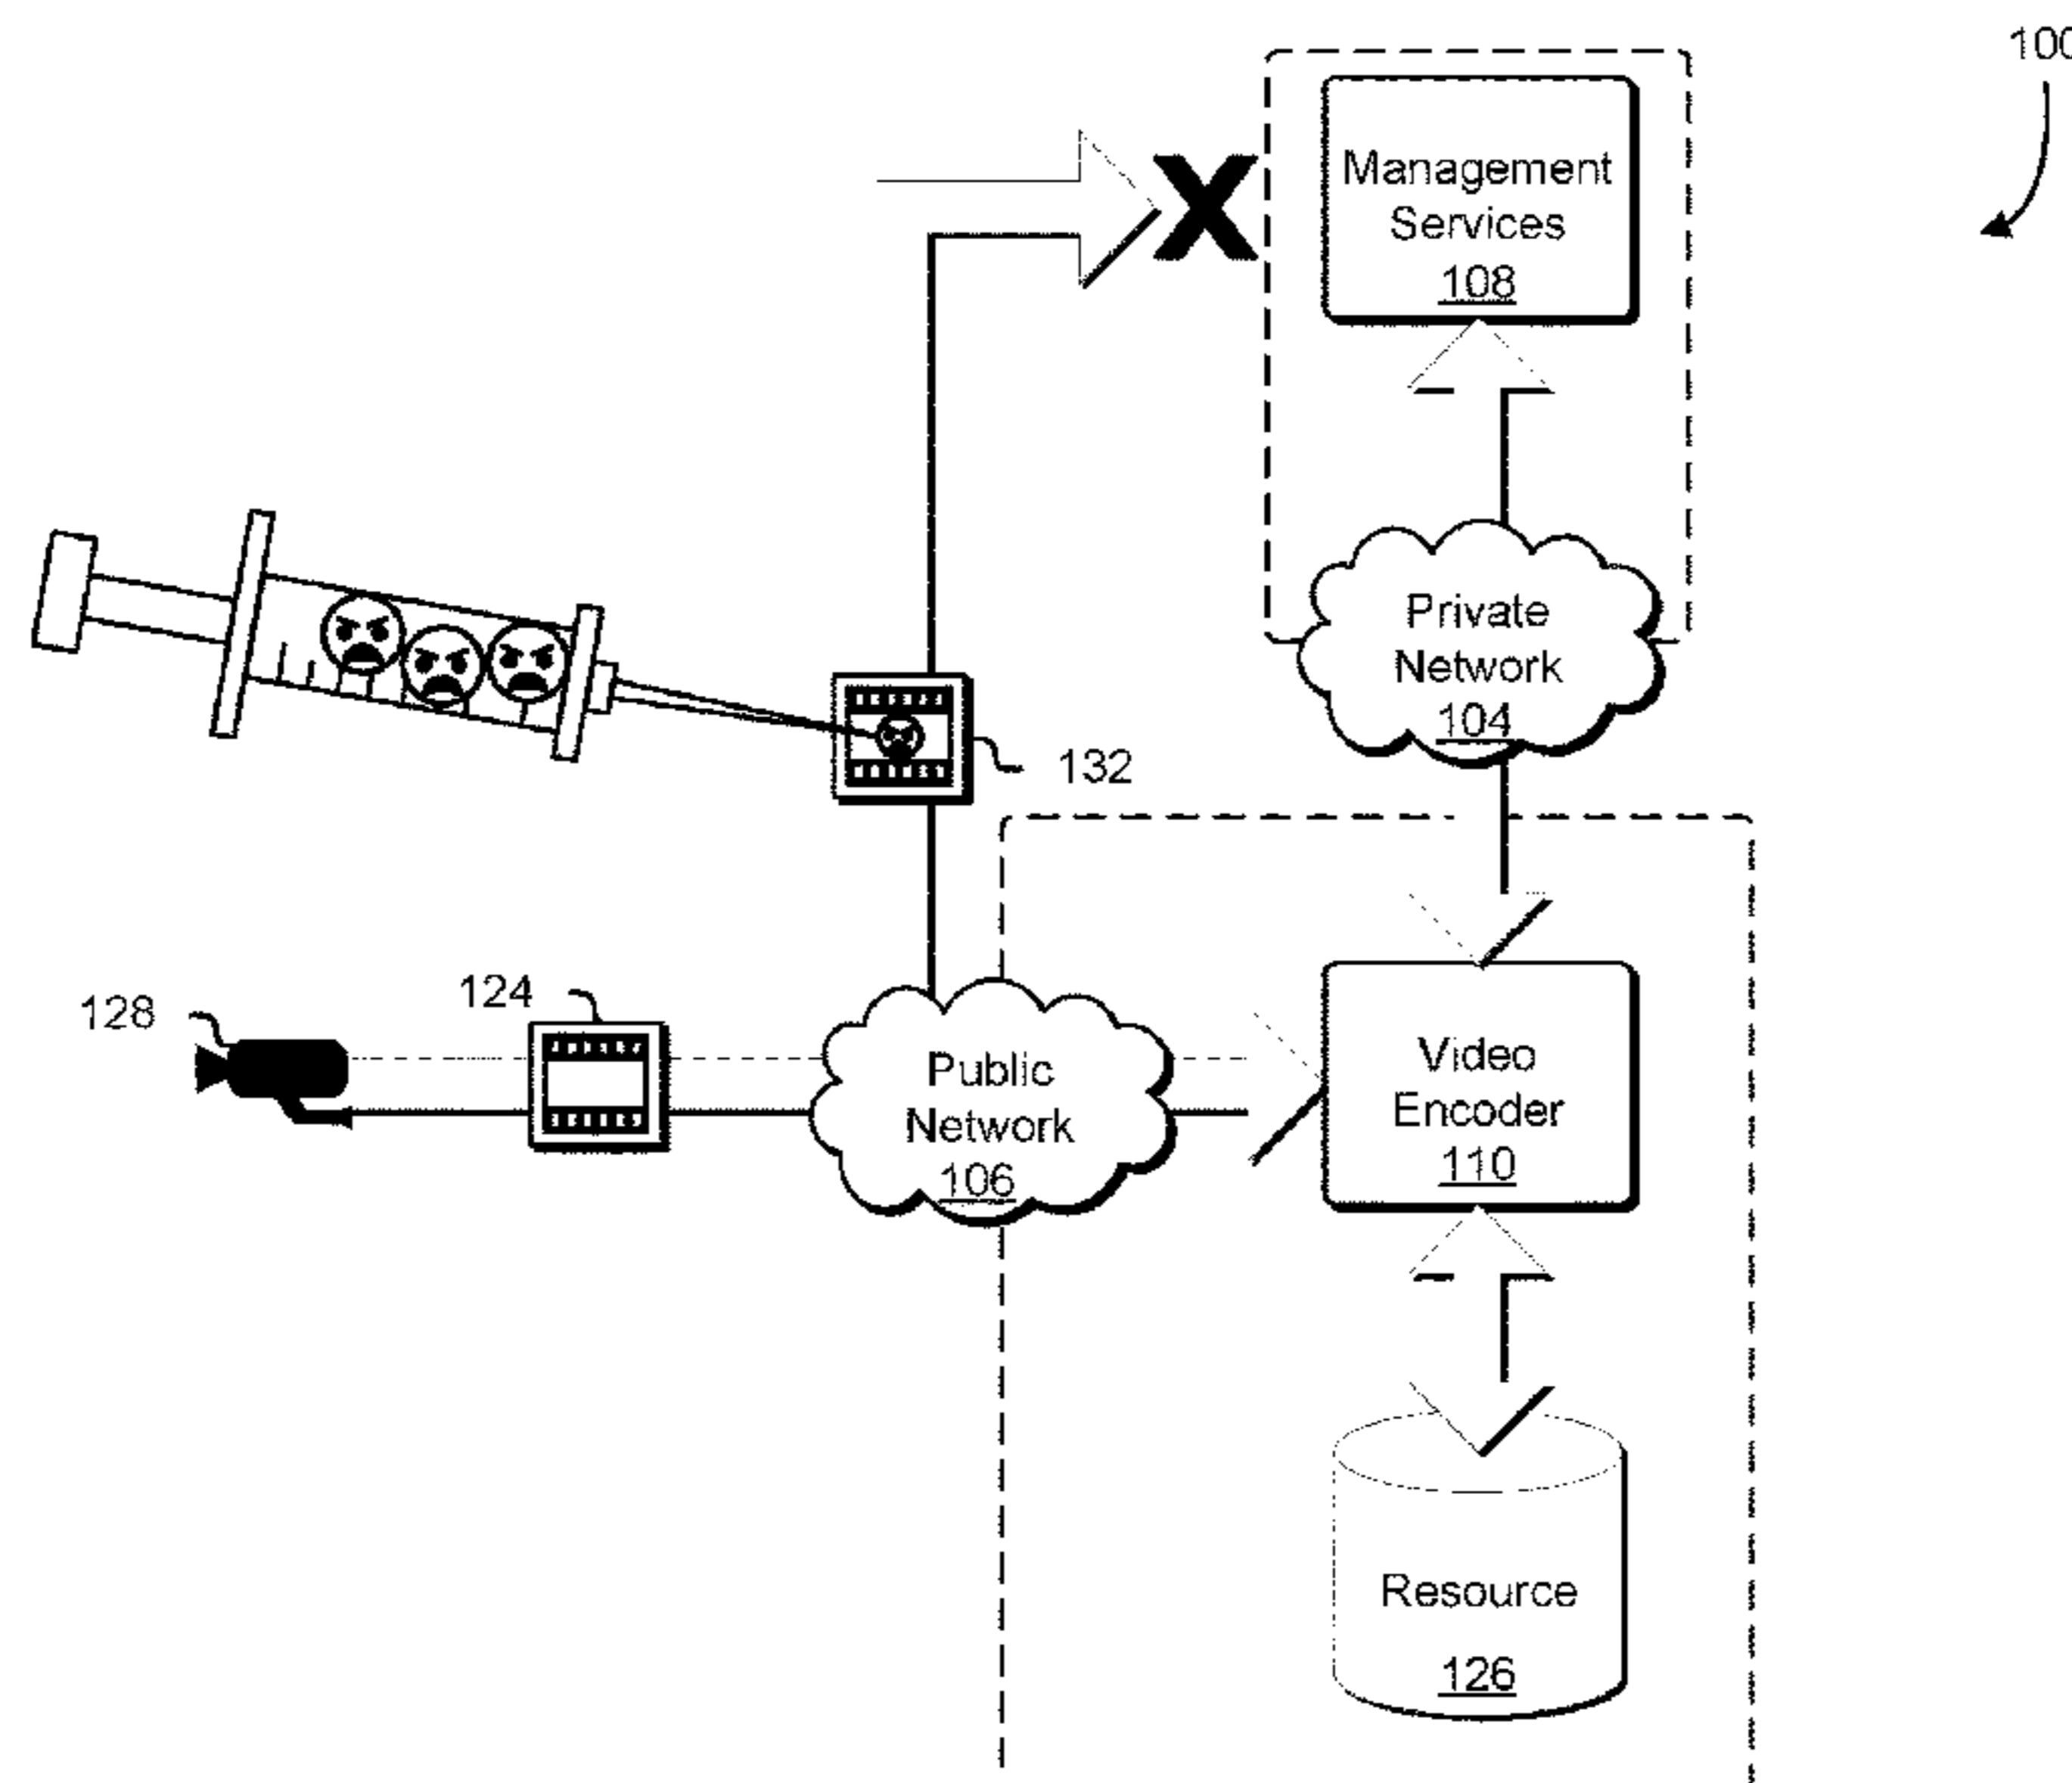 100
Management
Services
108
Private
Network
104
132
124
128
Public
Network
106
Video
Encoder
110
Resource
126